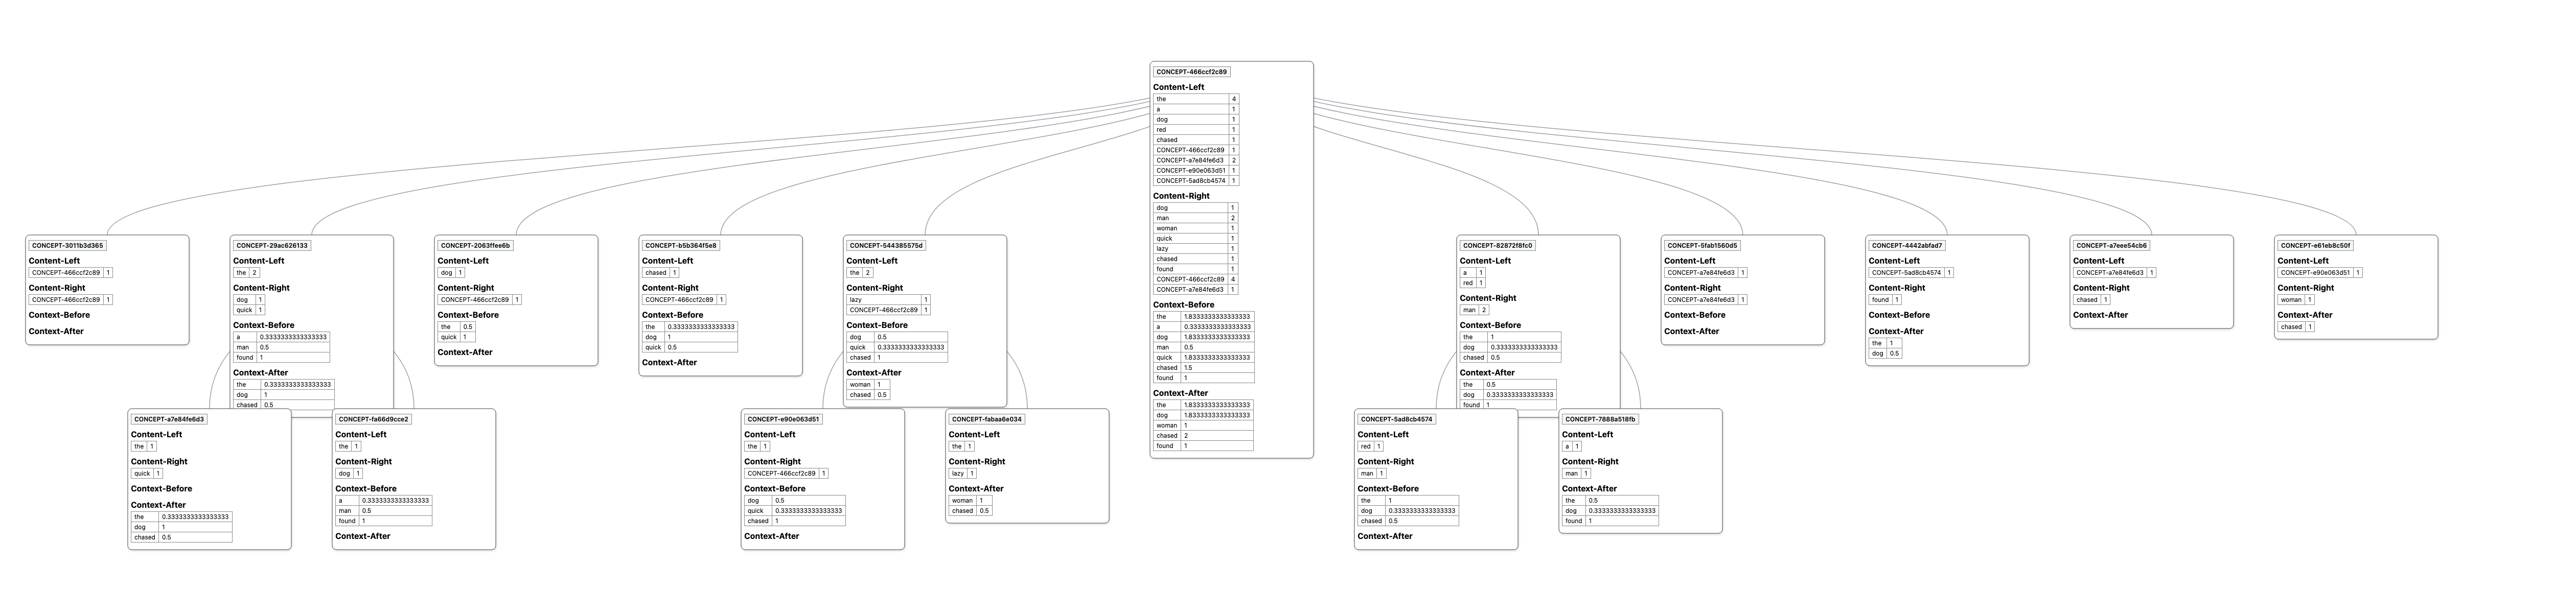 CONCEPT-466ccf2c89
Content-Left
the 4
a 1
dog 1
red 1
chased 1
CONCEPT-466ccf2c89 1
CONCEPT-a7e84fe6d3 2
CONCEPT-e90e063d51 1
CONCEPT-5ad8cb4574 1
Content-Right
dog 1
man 2
woman 1
quick 1
lazy 1
chased 1
found 1
CONCEPT-466ccf2c89 4
CONCEPT-a7e84fe6d3 1
Context-Before
the 1.8333333333333333
a 0.3333333333333333
dog 1.8333333333333333
man 0.5
quick 1.8333333333333333
chased 1.5
found 1
Context-After
the 1.8333333333333333
dog 1.8333333333333333
woman 1
chased 2
found 1
CONCEPT-3011b3d365
Content-Left
CONCEPT-466ccf2c89 1
Content-Right
CONCEPT-466ccf2c89 1
Context-Before
Context-After
CONCEPT-29ac626133
Content-Left
the 2
Content-Right
dog 1
quick 1
Context-Before
a 0.3333333333333333
man 0.5
found 1
Context-After
the 0.3333333333333333
dog 1
chased 0.5
CONCEPT-2063ffee6b
Content-Left
dog 1
Content-Right
CONCEPT-466ccf2c89 1
Context-Before
the 0.5
quick 1
Context-After
CONCEPT-b5b364f5e8
Content-Left
chased 1
Content-Right
CONCEPT-466ccf2c89 1
Context-Before
the 0.3333333333333333
dog 1
quick 0.5
Context-After
CONCEPT-544385575d
Content-Left
the 2
Content-Right
lazy 1
CONCEPT-466ccf2c89 1
Context-Before
dog 0.5
quick 0.3333333333333333
chased 1
Context-After
woman 1
chased 0.5
CONCEPT-82872f8fc0
Content-Left
a 1
red 1
Content-Right
man 2
Context-Before
the 1
dog 0.3333333333333333
chased 0.5
Context-After
the 0.5
dog 0.3333333333333333
found 1
CONCEPT-5fab1560d5
Content-Left
CONCEPT-a7e84fe6d3 1
Content-Right
CONCEPT-a7e84fe6d3 1
Context-Before
Context-After
CONCEPT-4442abfad7
Content-Left
CONCEPT-5ad8cb4574 1
Content-Right
found 1
Context-Before
Context-After
the 1
dog 0.5
CONCEPT-a7eee54cb6
Content-Left
CONCEPT-a7e84fe6d3 1
Content-Right
chased 1
Context-After
CONCEPT-e61eb8c50f
Content-Left
CONCEPT-e90e063d51 1
Content-Right
woman 1
Context-After
chased 1
CONCEPT-a7e84fe6d3
Content-Left
the 1
Content-Right
quick 1
Context-Before
Context-After
the 0.3333333333333333
dog 1
chased 0.5
CONCEPT-fa66d9cce2
Content-Left
the 1
Content-Right
dog 1
Context-Before
a 0.3333333333333333
man 0.5
found 1
Context-After
CONCEPT-e90e063d51
Content-Left
the 1
Content-Right
CONCEPT-466ccf2c89 1
Context-Before
dog 0.5
quick 0.3333333333333333
chased 1
Context-After
CONCEPT-fabaa6e034
Content-Left
the 1
Content-Right
lazy 1
Context-After
woman 1
chased 0.5
CONCEPT-5ad8cb4574
Content-Left
red 1
Content-Right
man 1
Context-Before
the 1
dog 0.3333333333333333
chased 0.5
Context-After
CONCEPT-7888a518fb
Content-Left
a 1
Content-Right
man 1
Context-After
the 0.5
dog 0.3333333333333333
found 1